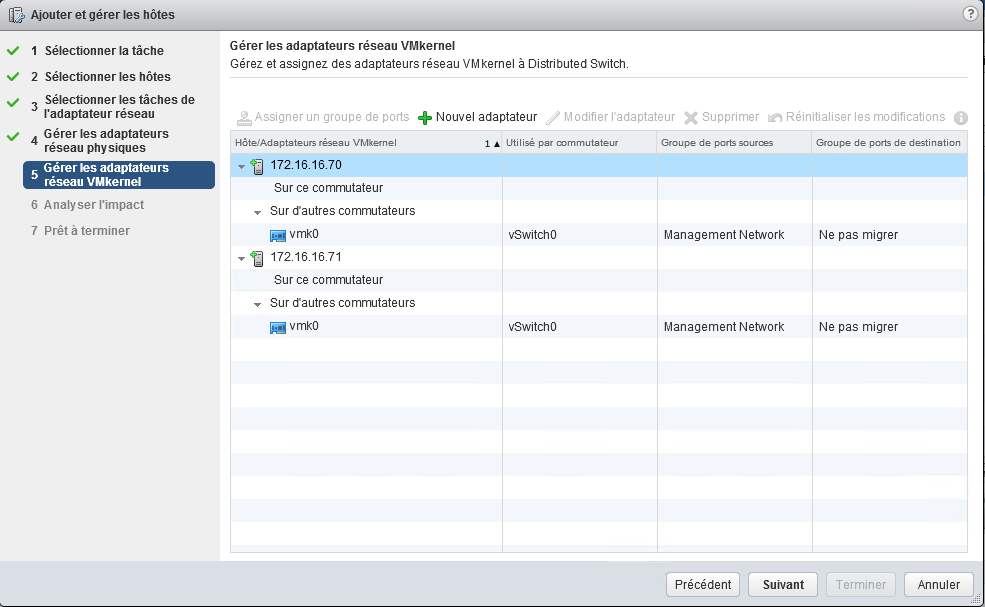 Ajouter et gérer les hôtes
?
1 Sélectionner la tâche
2 Sélectionner les hôtes
3 Sélectionner les tâches de
l'adaptateur réseau
4 Gérer les adaptateurs
réseau physiques
5 Gérer les adaptateurs
réseau VMkernel
6 Analyser l'impact
7 Prêt à terminer
Gérer les adaptateurs réseau VMkernel
Gérez et assignez des adaptateurs réseau VMkernel à Distributed Switch.
Assigner un groupe de ports Nouvel adaptateur Modifier l'adaptateur Supprimer Réinitialiser les modifications
Hôte/Adaptateurs réseau VMkernel 1 ▲ Utilisé par commutateur Groupe de ports sources Groupe de ports de destination
172.16.16.70
Sur ce commutateur
Sur d'autres commutateurs
vmk0 vSwitch0 Management Network Ne pas migrer
172.16.16.71
Sur ce commutateur
Sur d'autres commutateurs
vmk0 vSwitch0 Management Network Ne pas migrer
Précédent Suivant Terminer Annuler